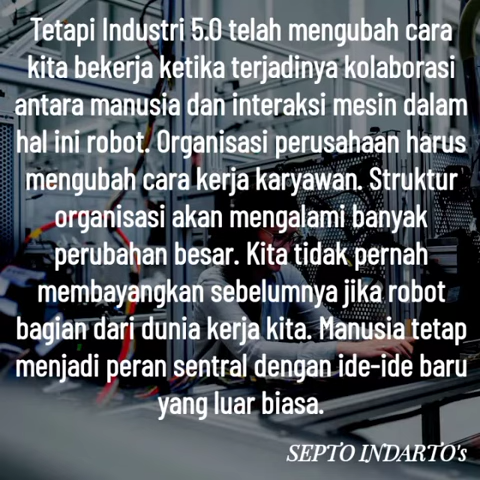 Tetapi Industri 5.0 telah mengubah cara
kita bekerja ketika terjadinya kolaborasi
antara manusia dan interaksi mesin dalam
hal ini robot. Organisasi perusahaan harus
mengubah cara kerja karyawan. Struktur
organisasi akan mengalami banyak
perubahan besar. Kita tidak pernah
membayangkan sebelumnya jika robot
bagian dari dunia kerja kita. Manusia tetap
menjadi peran sentral dengan ide-ide baru
yang luar biasa.
SEPTO INDARTO's